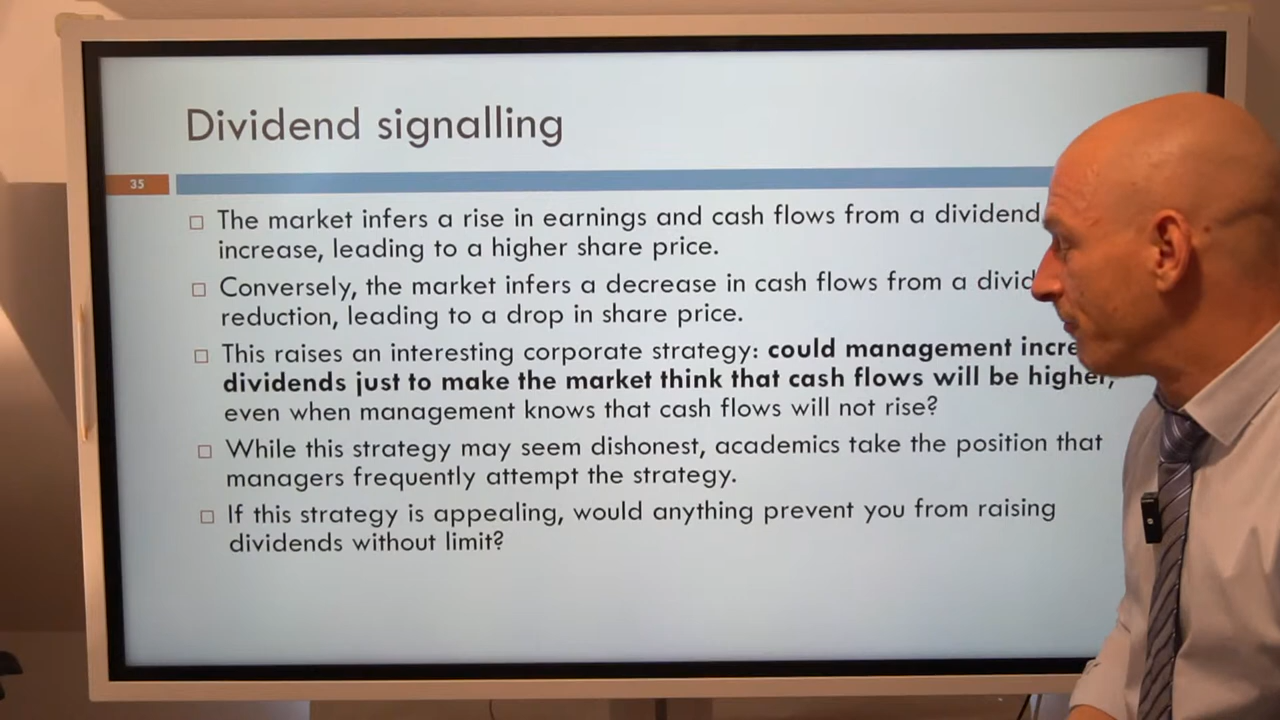 Dividend signalling
35
The market infers a rise in earnings and cash flows from a dividend
increase, leading to a higher share price.
Conversely, the market infers a decrease in cash flows from a
reduction, leading to a drop in share price.
This raises an interesting corporate strategy: could management
dividends just to make the market think that cash flows will be higher,
even when management knows that cash flows will not rise?
While this strategy may seem dishonest, academics take the position that
managers frequently attempt the strategy.
If this strategy is appealing, would anything prevent you from raising
dividends without limit?